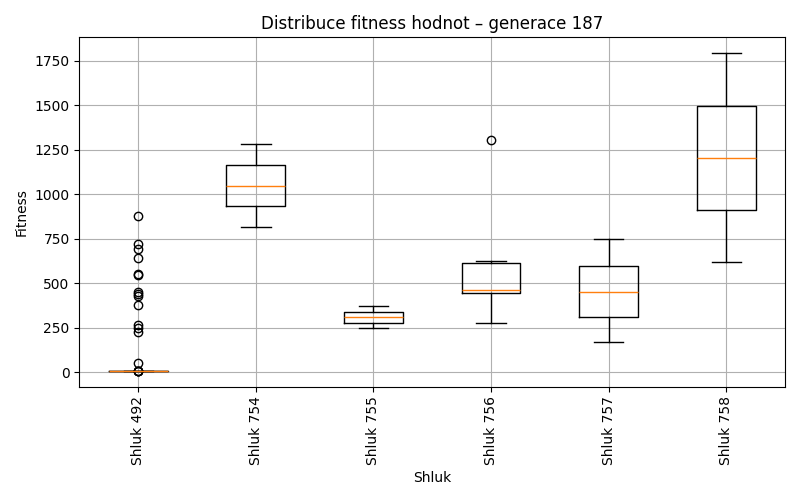 Distribuce fitness hodnot – generace 187
Fitness
1750
1500
1250
1000
750
500
250
0
Shluk 492
Shluk 754
Shluk 755
Shluk 756
Shluk 757
Shluk 758
Shluk